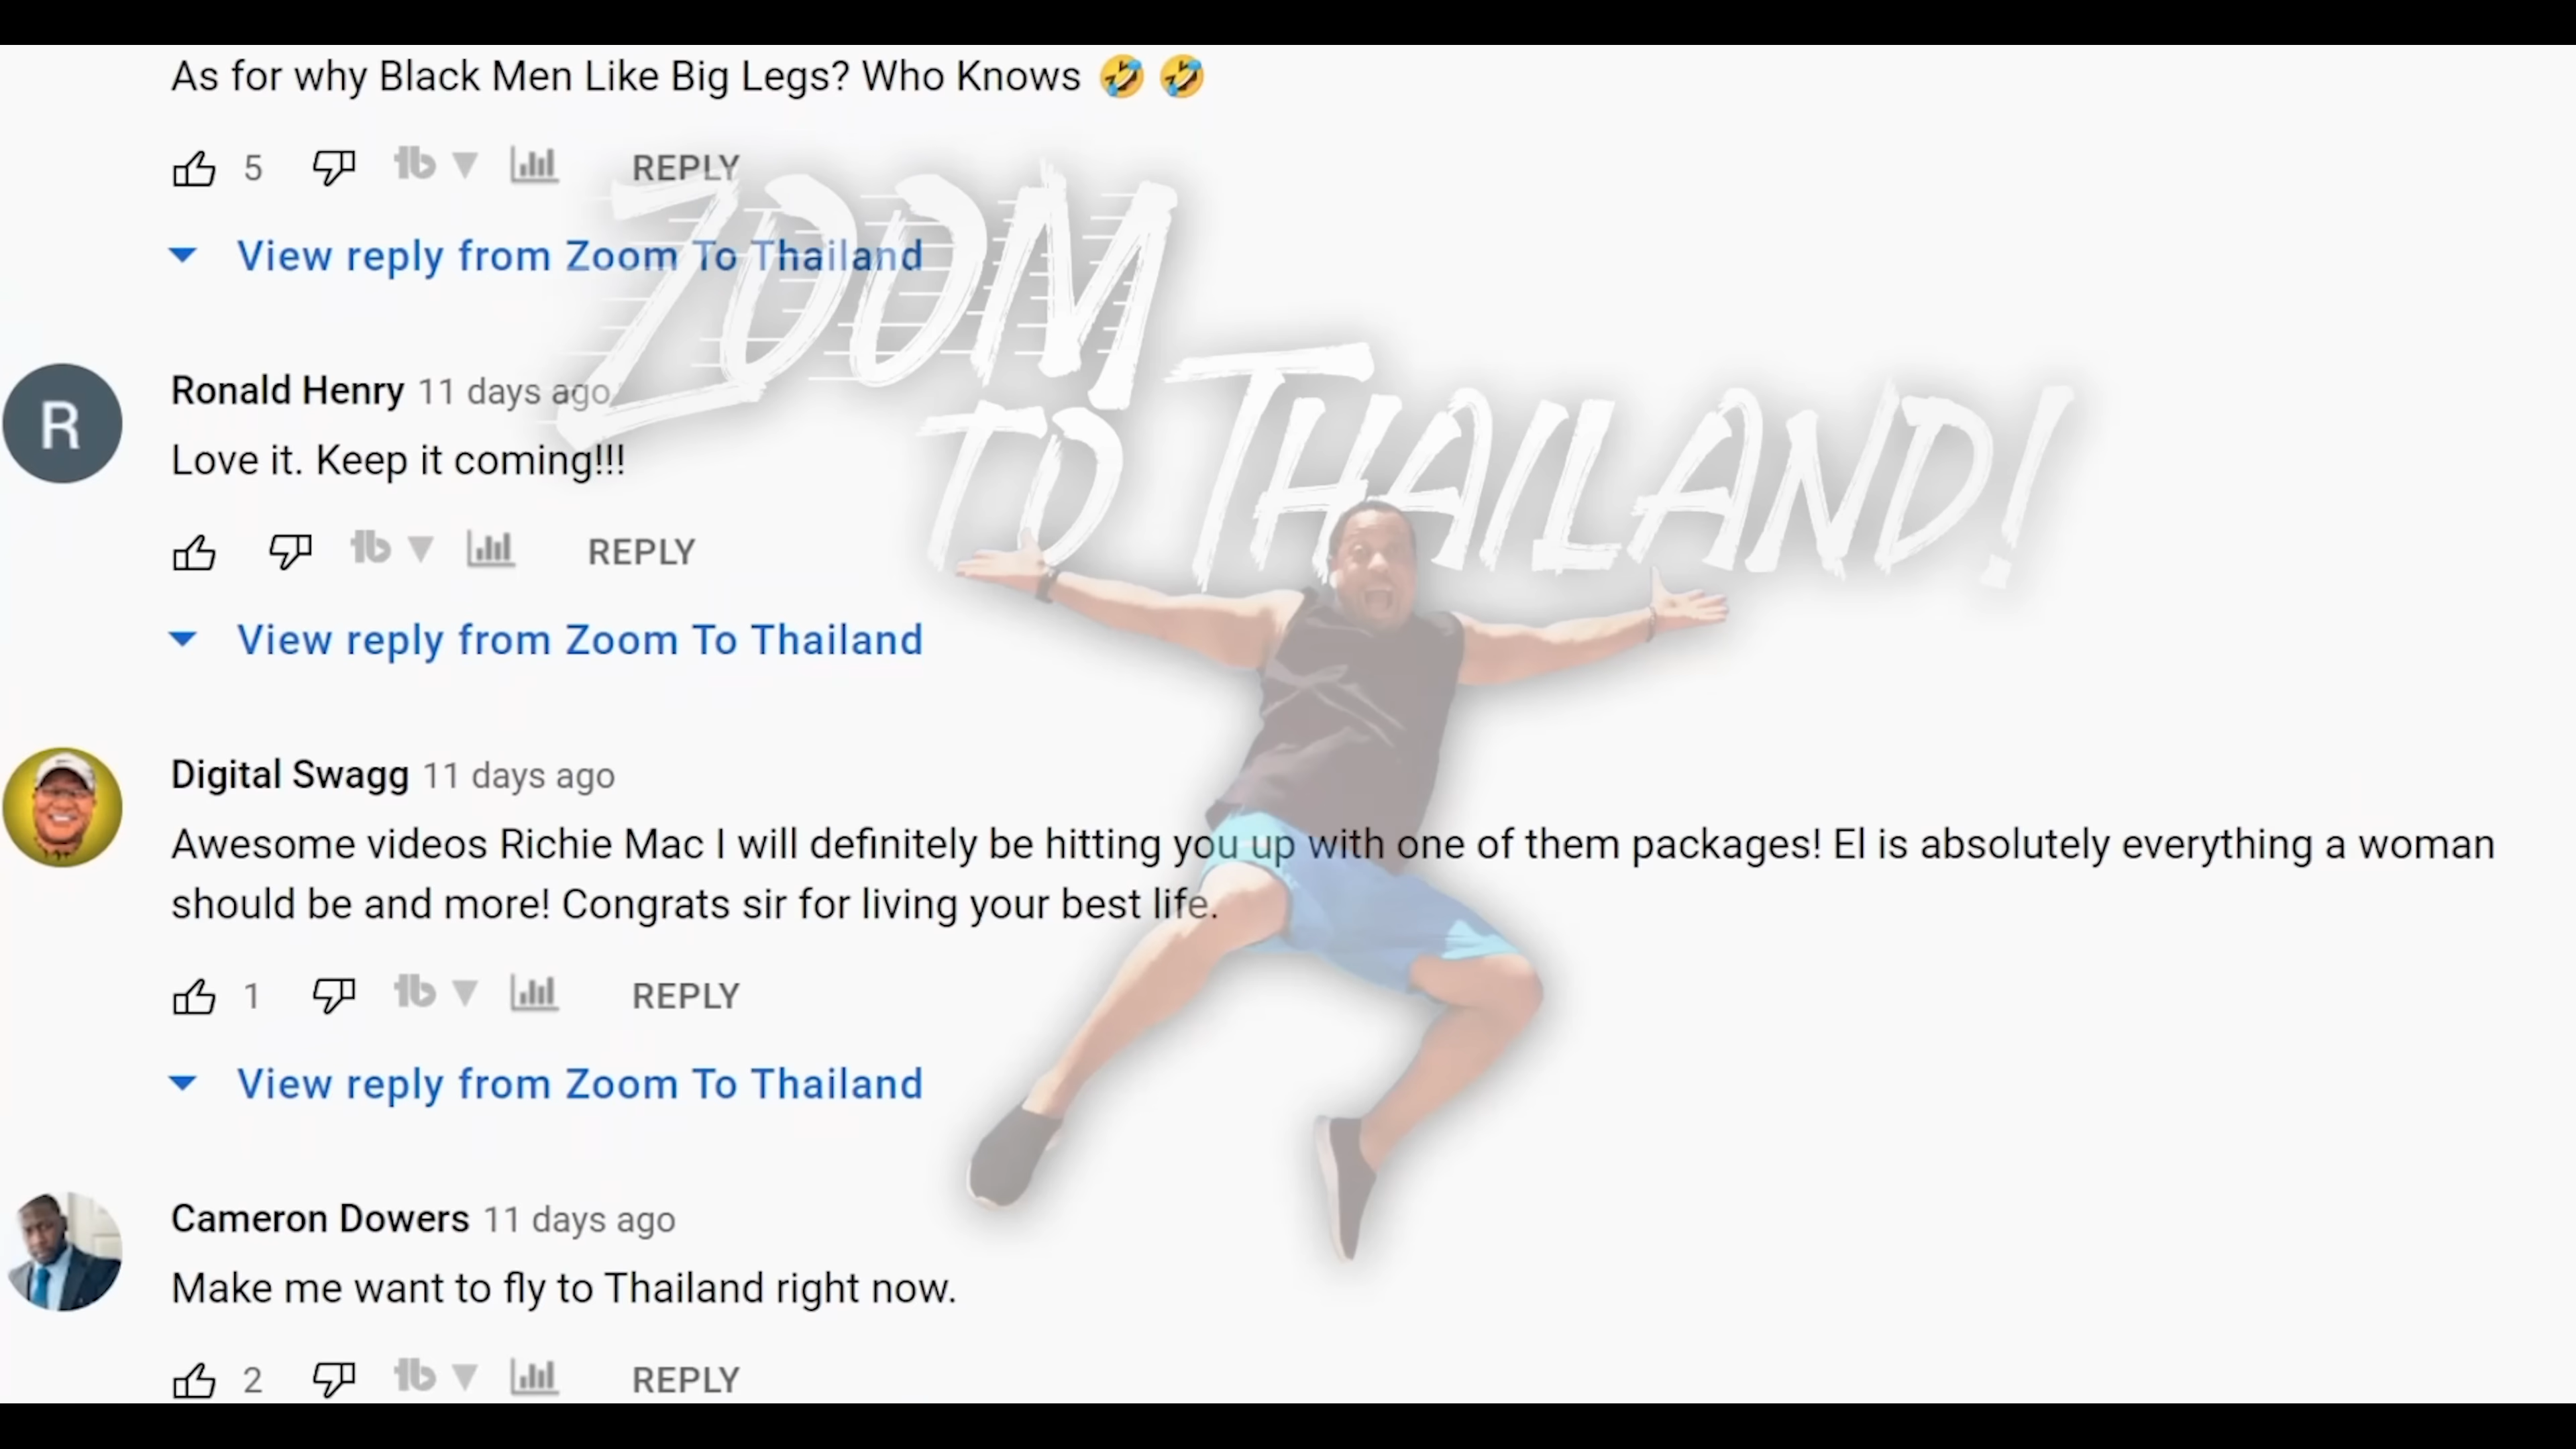 As for why Black Men Like Big Legs? Who Knows 🤣 🤣
5 tb REPLY
View reply from Zoom To Thailand
ZOOM
TO THAILAND!
R
Ronald Henry 11 days ago
Love it. Keep it coming!!!
tb REPLY
View reply from Zoom To Thailand
Digital Swagg 11 days ago
Awesome videos Richie Mac I will definitely be hitting you up with one of them packages! El is absolutely everything a woman
should be and more! Congrats sir for living your best life.
1 tb REPLY
View reply from Zoom To Thailand
Cameron Dowers 11 days ago
Make me want to fly to Thailand right now.
2 tb REPLY